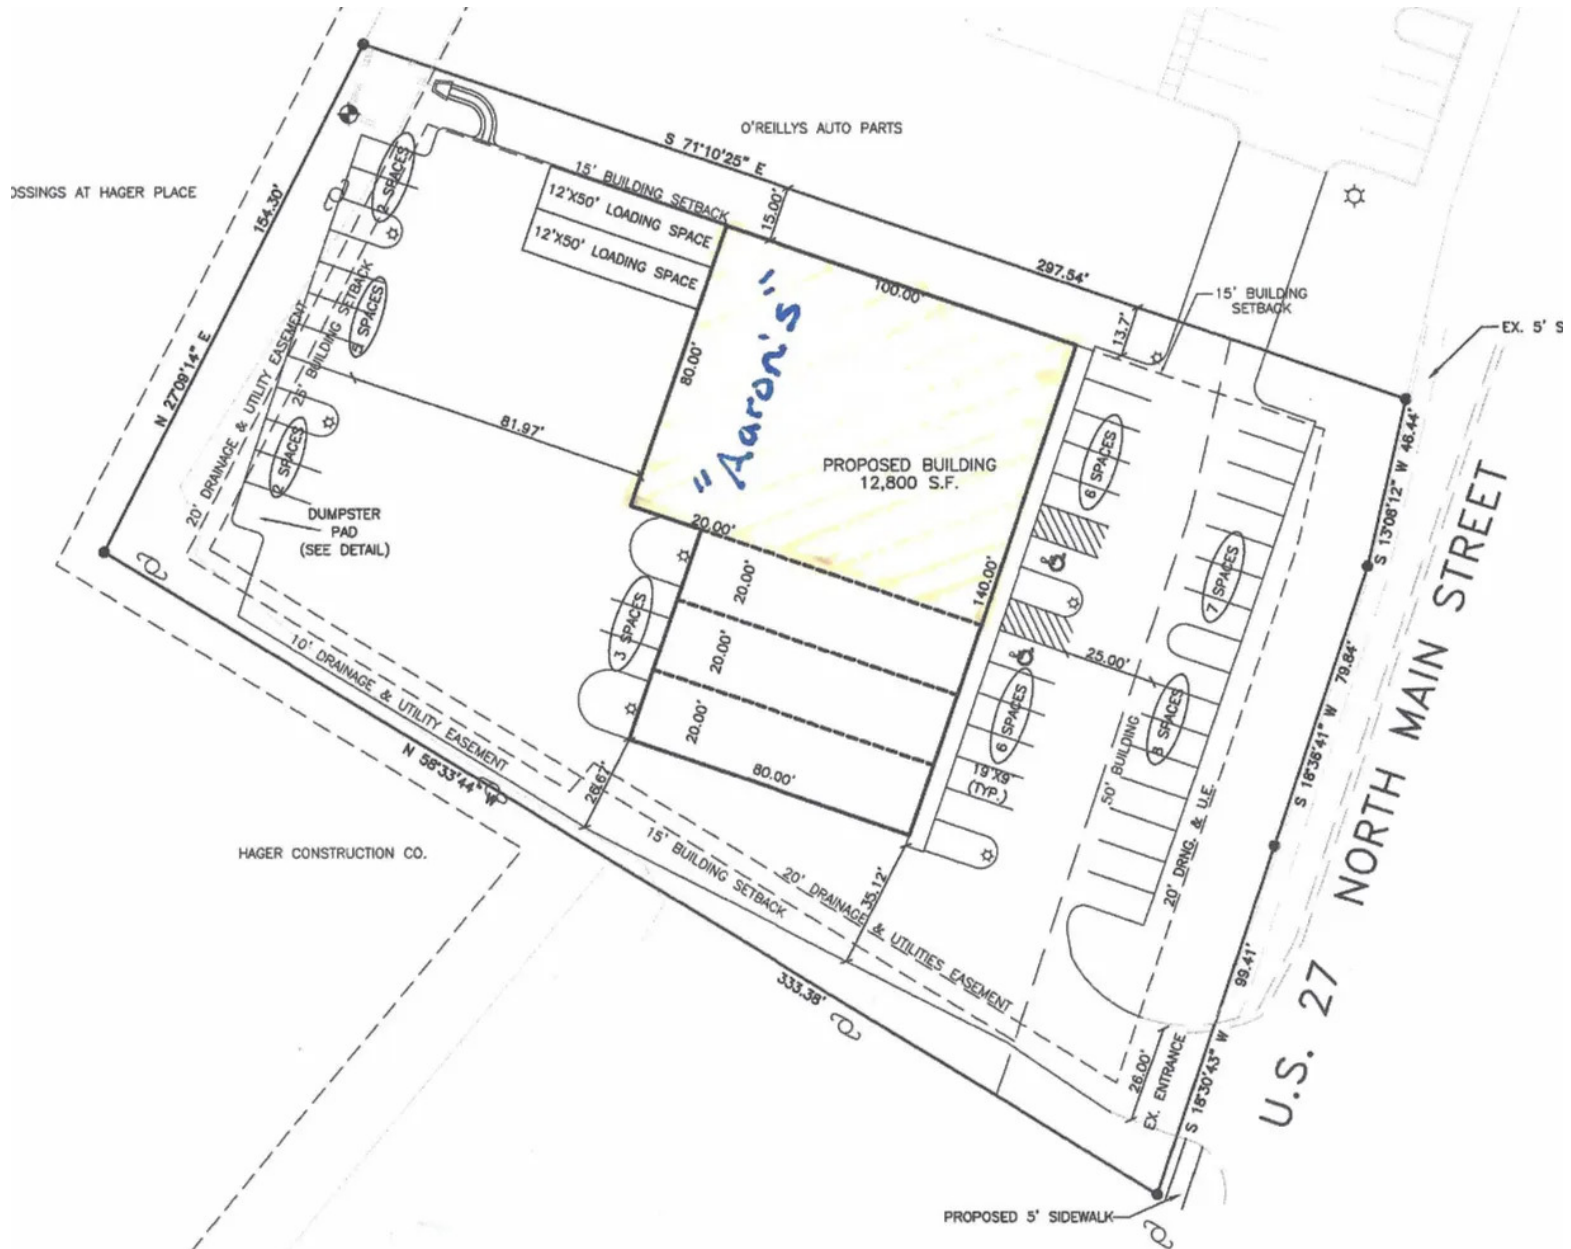 O'REILLYS AUTO PARTS
S 71°10'25" E
OSSINGS AT HAGER PLACE
154.30'
2 SPACES
15' BUILDING SETBACK
12'X50' LOADING SPACE
12'X50' LOADING SPACE
15.00'
297.54'
100.00'
15' BUILDING
SETBACK
13.7'
EX. 5' S
N 27°09'14" E
20' DRAINAGE & UTILITY EASEMENT
25' BUILDING SETBACK
5 SPACES
80.00'
"Aaron's"
81.97'
2 SPACES
PROPOSED BUILDING
12,800 S.F.
6 SPACES
S 13°08'12" W 46.44'
DUMPSTER
PAD
(SEE DETAIL)
20.00'
20.00'
140.00'
7 SPACES
3 SPACES
20.00'
25.00'
79.84'
S 18°36'41" W
10' DRAINAGE & UTILITY EASEMENT
20.00'
6 SPACES
8 SPACES
50' BUILDING
19'X9'
(TYP.)
80.00'
26.67'
N 58°33'44" W
HAGER CONSTRUCTION CO.
15' BUILDING SETBACK
20' DRAINAGE & UTILITIES EASEMENT
35.12'
20' DRNG. & U.E.
333.38'
99.41'
S 18°30'43" W
26.00'
EX. ENTRANCE
U.S. 27 NORTH MAIN STREET
PROPOSED 5' SIDEWALK